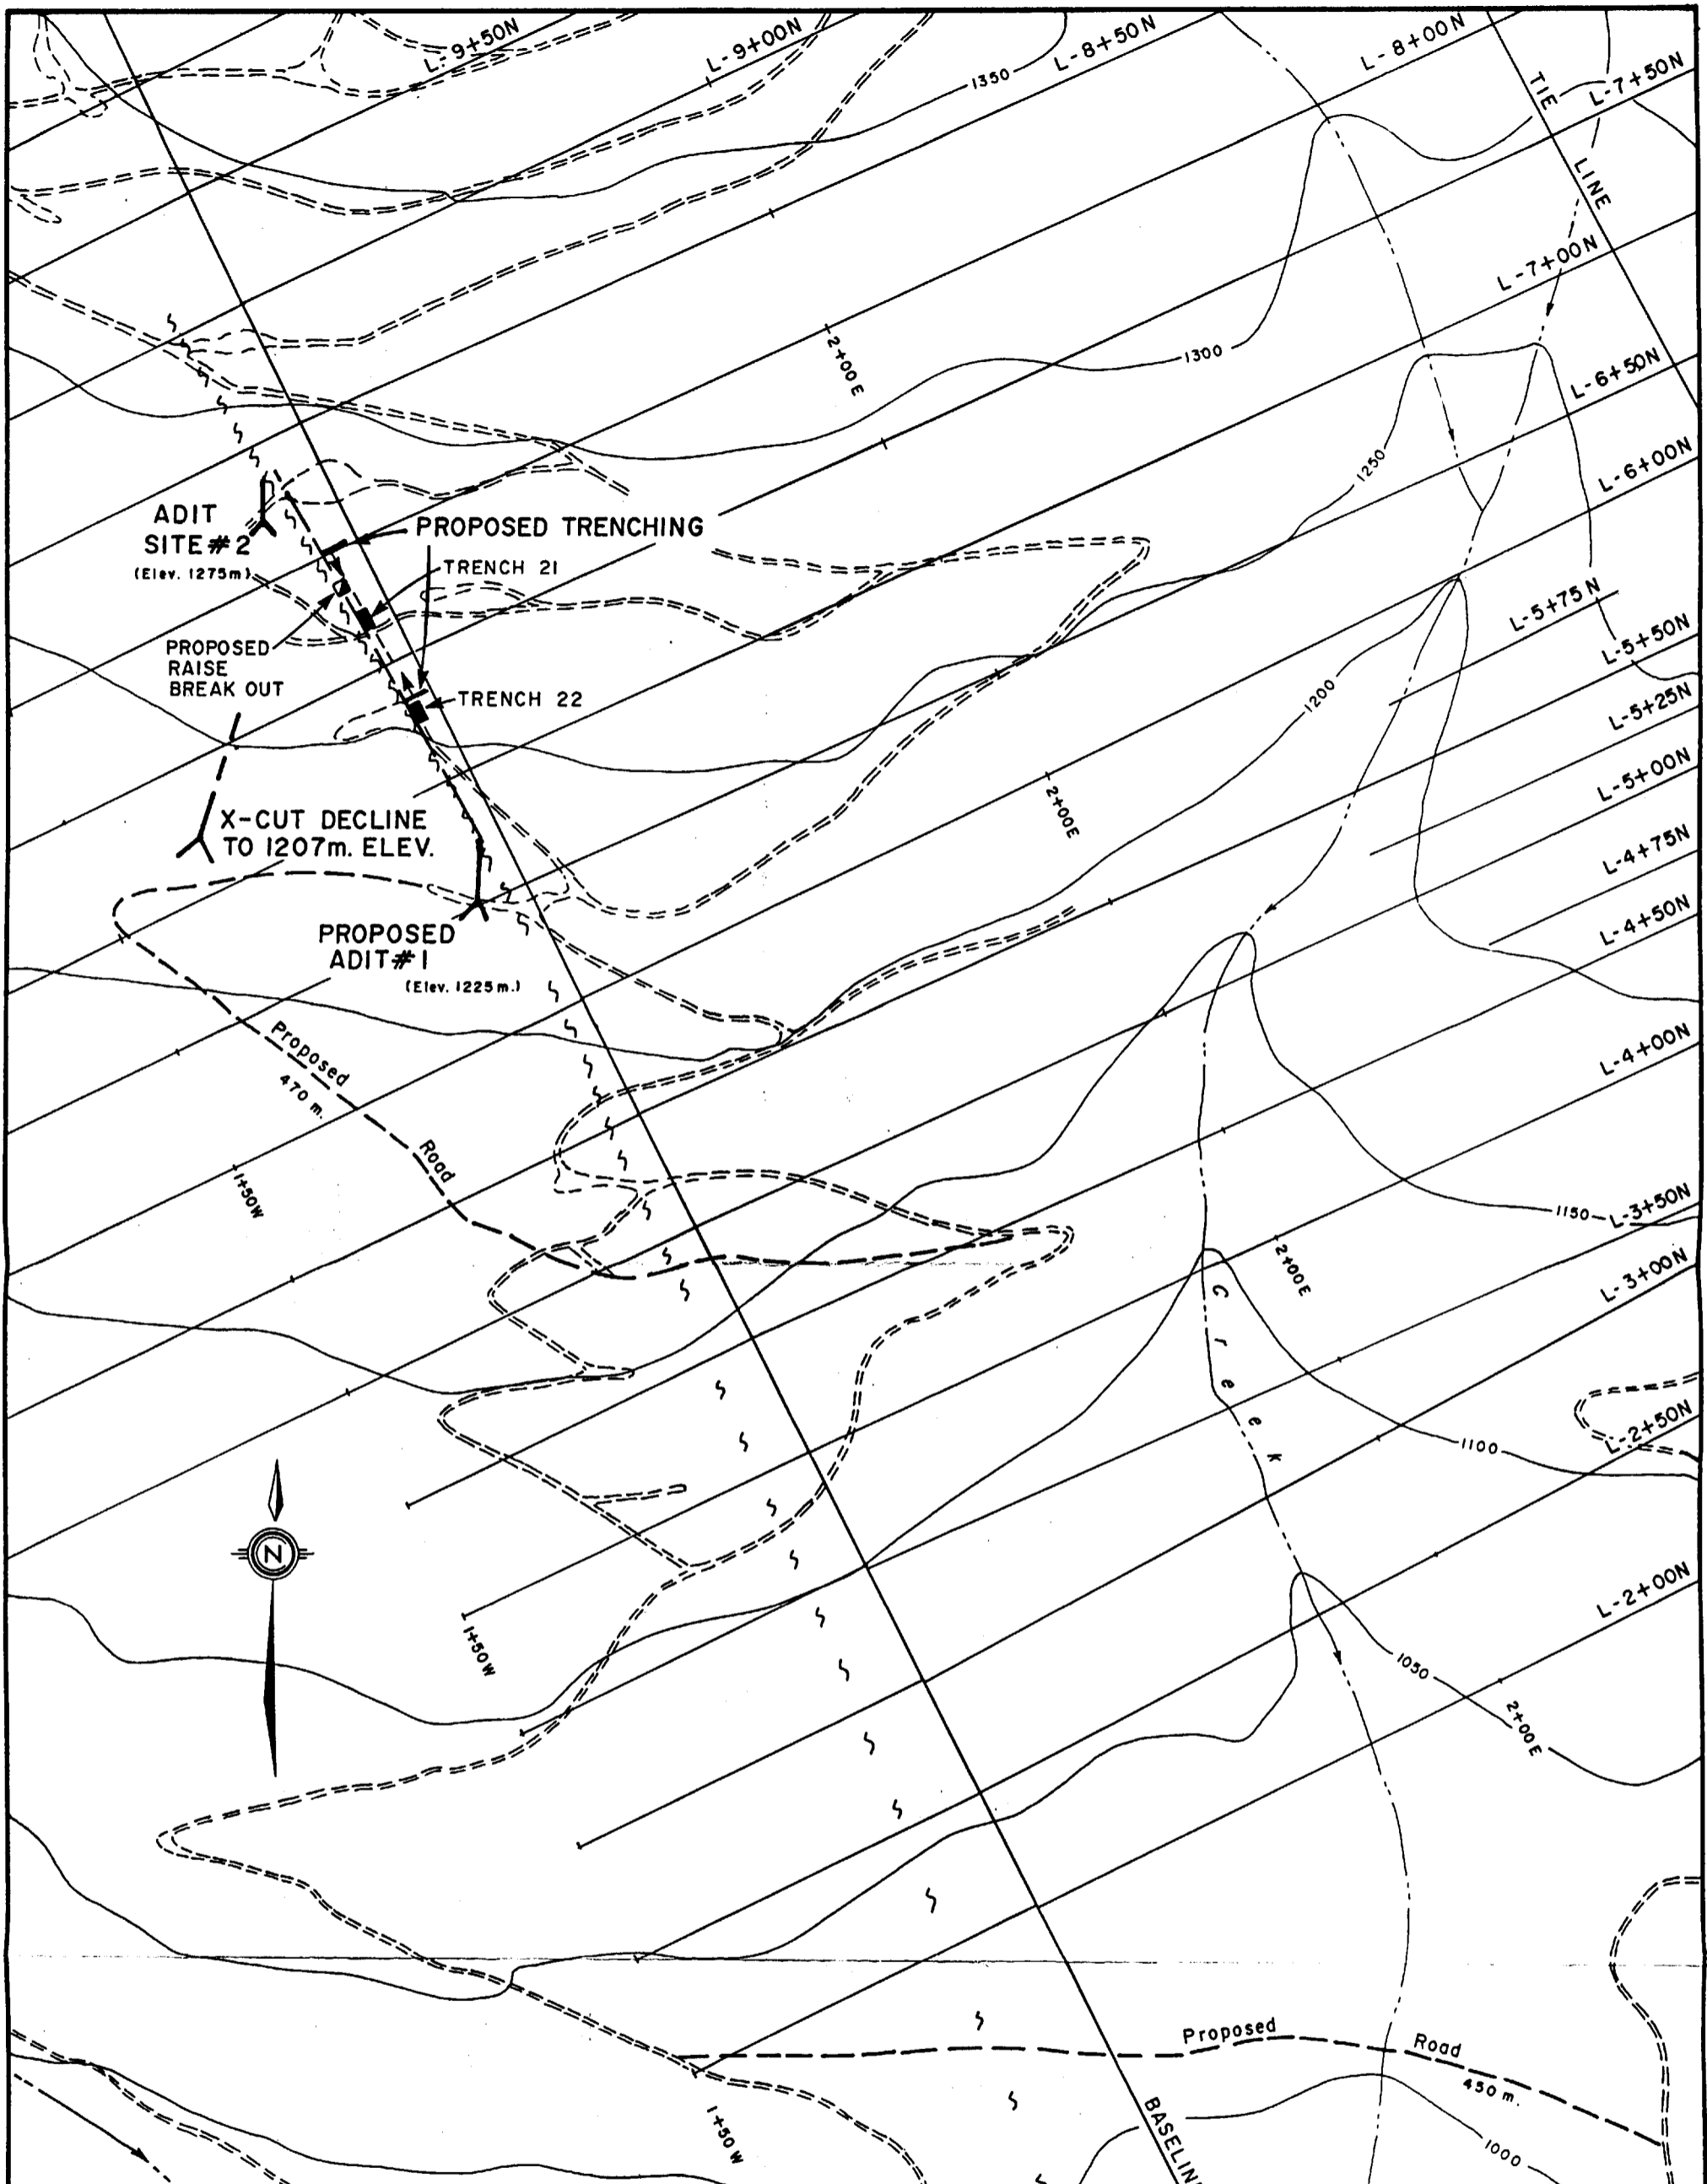 L-9+50N
L-9+00N
L-8+50N
L-8+00N
L-7+50N
TIE LINE
1350
L-7+00N
1300
2+00E
L-6+50N
1250
L-6+00N
ADIT
SITE #2
(Elev. 1275m)
PROPOSED TRENCHING
TRENCH 21
L-5+75N
L-5+50N
PROPOSED
RAISE
BREAK OUT
TRENCH 22
1200
L-5+25N
L-5+00N
X-CUT DECLINE
TO 1207m. ELEV.
2+00E
L-4+75N
L-4+50N
PROPOSED
ADIT#1
(Elev. 1225m.)
L-4+00N
Proposed
470 m.
Road
1+50W
1150
L-3+50N
2+00E
L-3+00N
Creek
L-2+50N
1100
N
L-2+00N
1+50W
1050
2+00E
Proposed
Road
450 m.
1+50W
BASELIN
1000